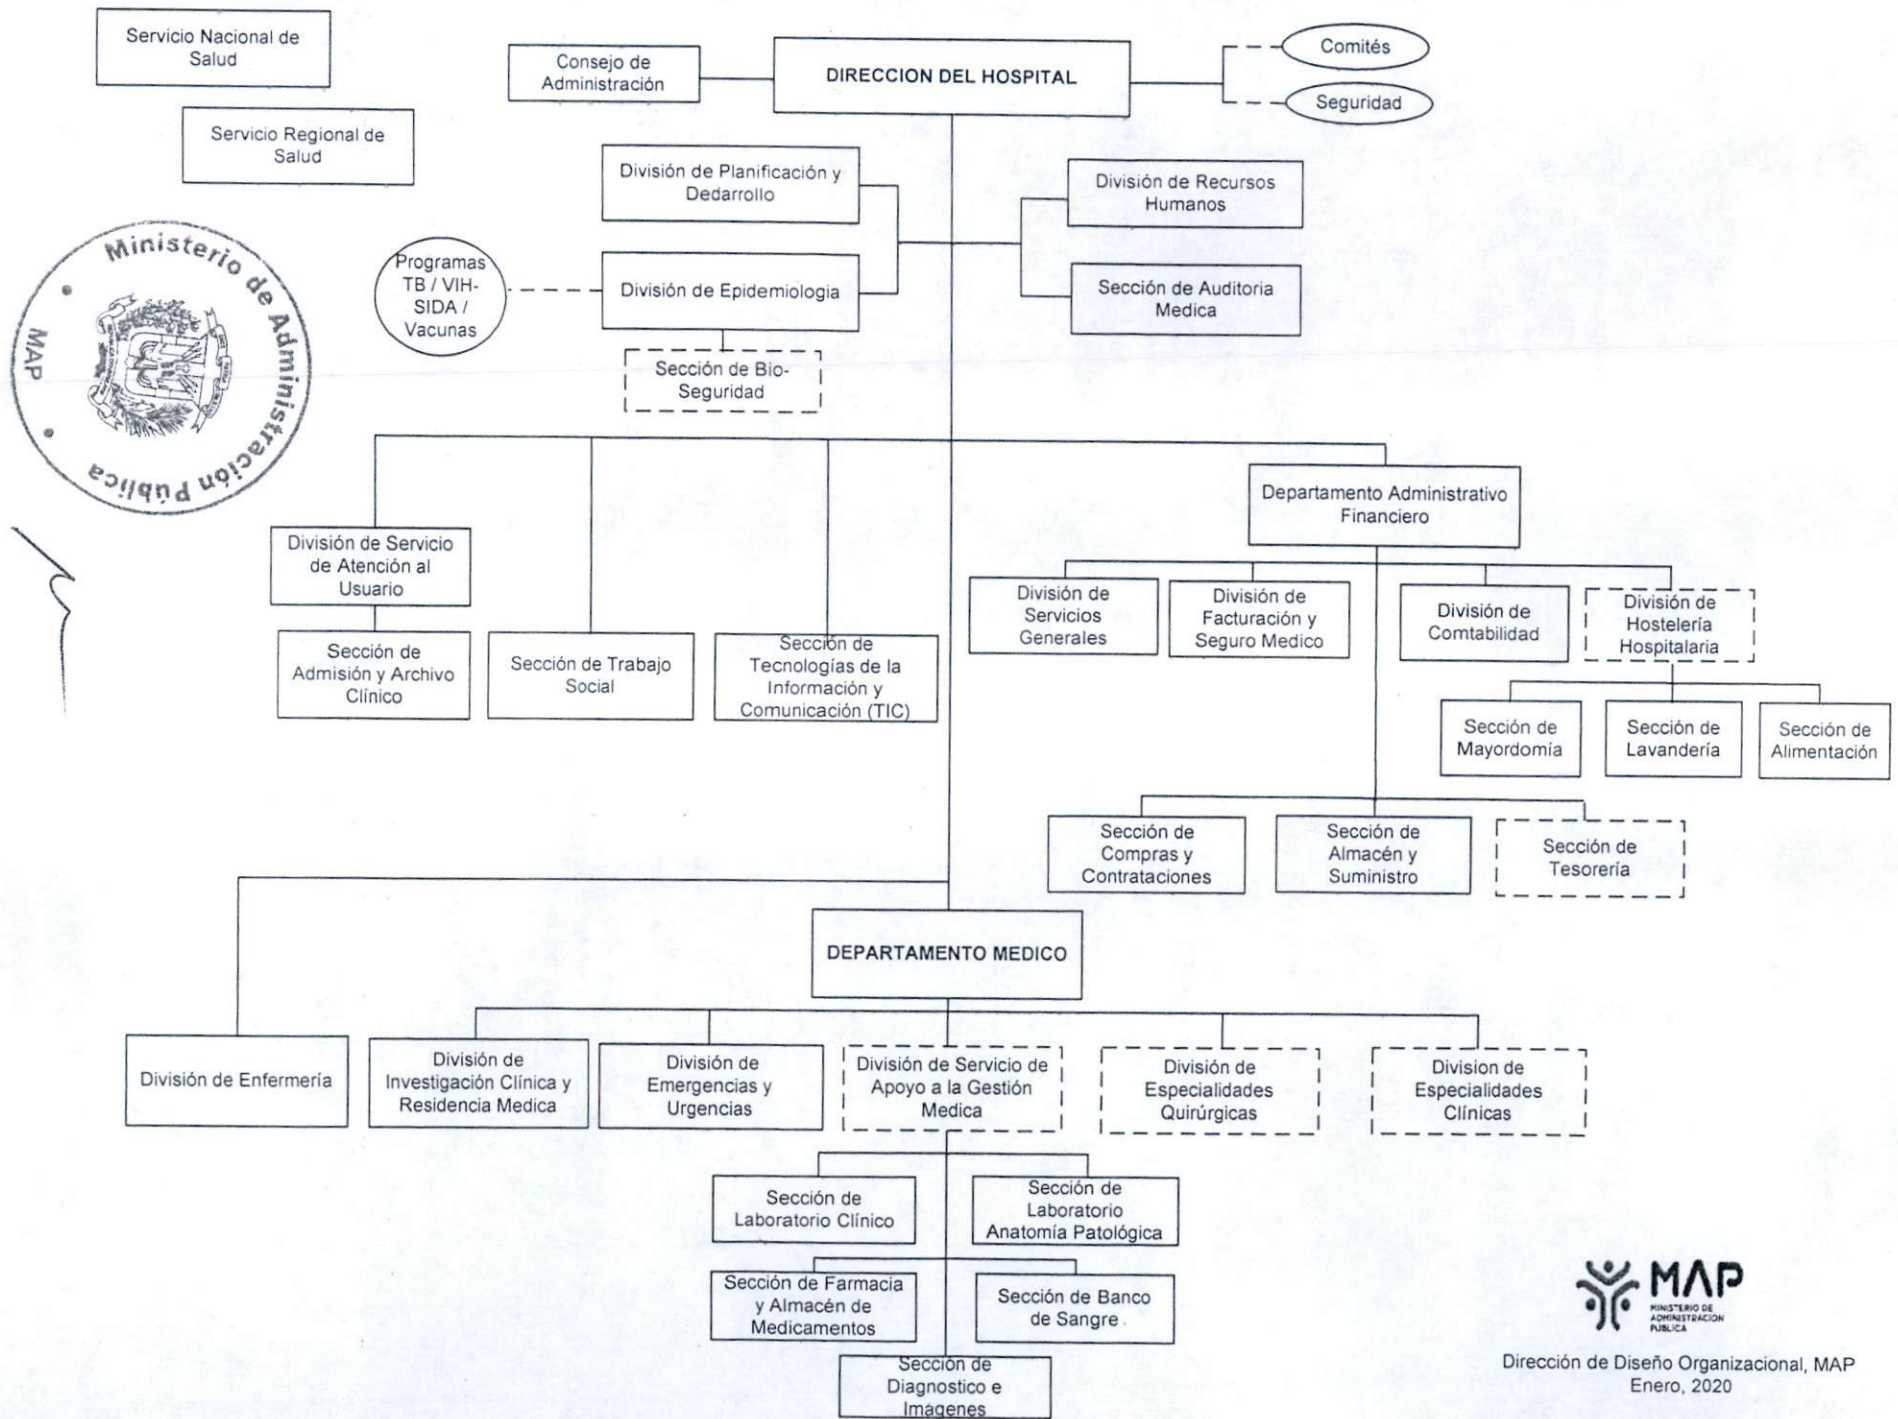 Servicio Nacional de
Salud
Servicio Regional de
Salud
Consejo de
Administración
DIRECCION DEL HOSPITAL
Comités
Seguridad
División de Planificación y
Dedarrollo
División de Recursos
Humanos
Programas
TB / VIH-
SIDA /
Vacunas
División de Epidemiologia
Sección de Auditoria
Medica
Sección de Bio-
Seguridad
Ministerio de Administración Pública
MAP
Departamento Administrativo
Financiero
División de Servicio
de Atención al
Usuario
Sección de
Admisión y Archivo
Clínico
Sección de Trabajo
Social
Sección de
Tecnologías de la
Información y
Comunicación (TIC)
División de
Servicios
Generales
División de
Facturación y
Seguro Medico
División de
Comtabilidad
División de
Hostelería
Hospitalaria
Sección de
Mayordomía
Sección de
Lavandería
Sección de
Alimentación
Sección de
Compras y
Contrataciones
Sección de
Almacén y
Suministro
Sección de
Tesorería
DEPARTAMENTO MEDICO
División de Enfermería
División de
Investigación Clínica y
Residencia Medica
División de
Emergencias y
Urgencias
División de Servicio de
Apoyo a la Gestión
Medica
División de
Especialidades
Quirúrgicas
Division de
Especialidades
Clínicas
Sección de
Laboratorio Clínico
Sección de
Laboratorio
Anatomía Patológica
Sección de Farmacia
y Almacén de
Medicamentos
Sección de Banco
de Sangre
Sección de
Diagnostico e
Imágenes
MAP
MINISTERIO DE
ADMINISTRACIÓN
PÚBLICA
Dirección de Diseño Organizacional, MAP
Enero, 2020